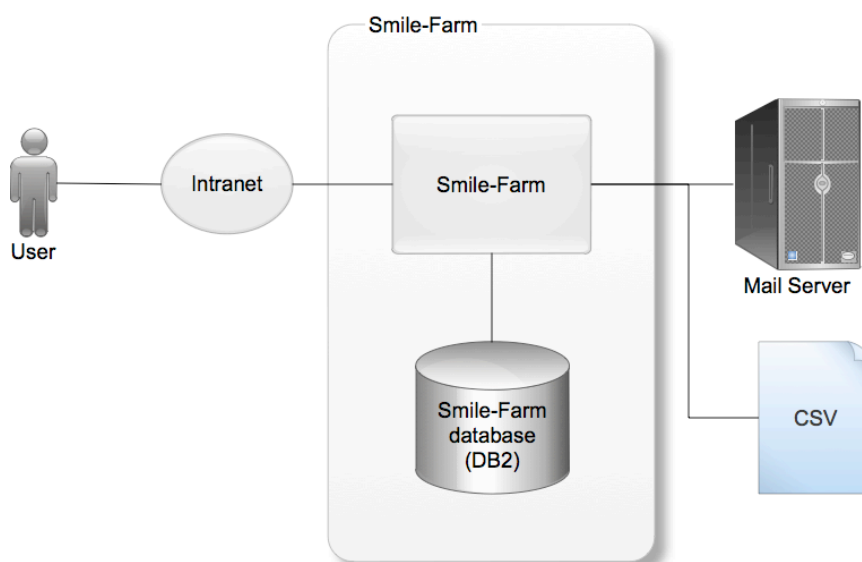 Smile-Farm
User
Intranet
Smile-Farm
Mail Server
Smile-Farm
database
(DB2)
CSV